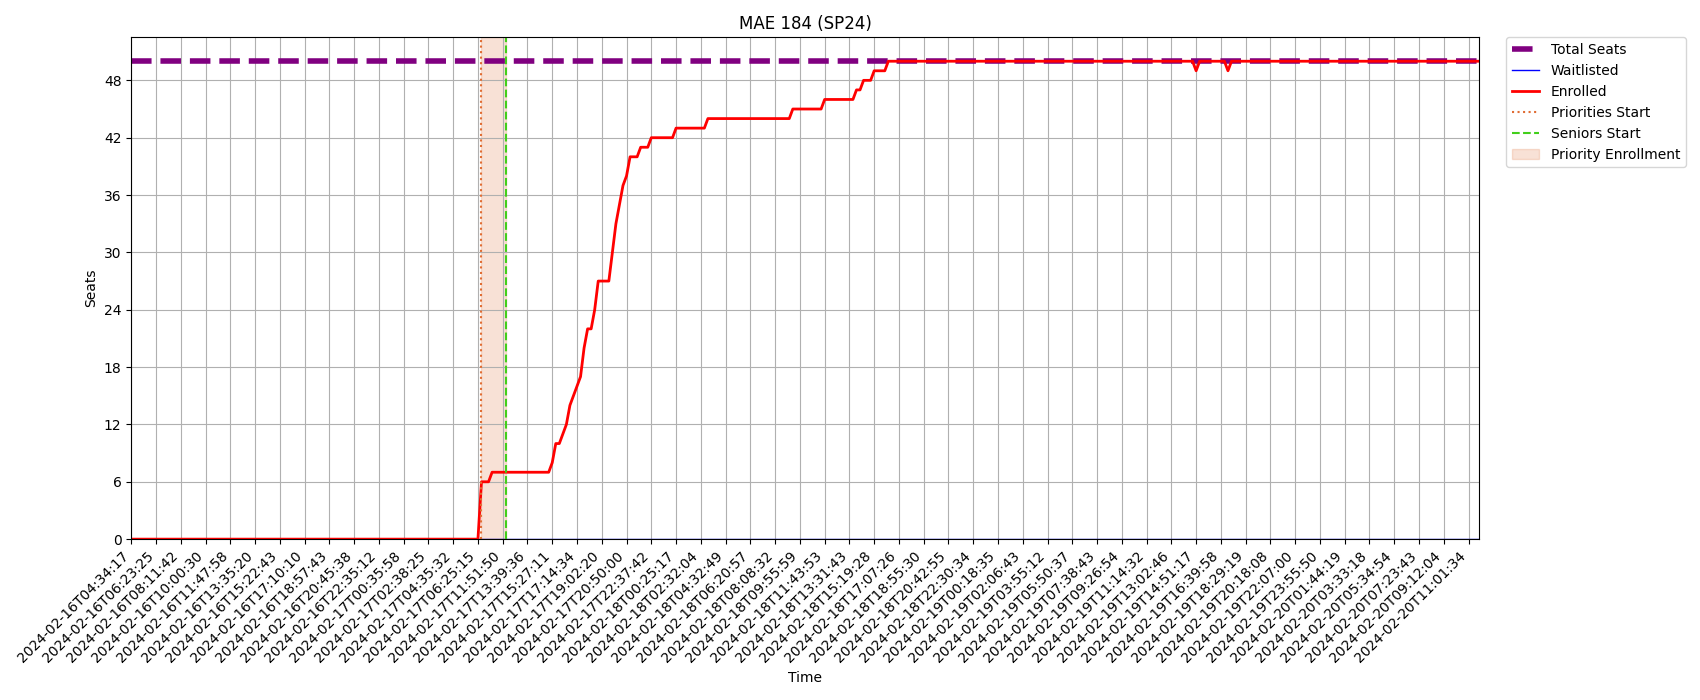 MAE 184 (SP24)
Total Seats
Waitlisted
Enrolled
Priorities Start
Seniors Start
Priority Enrollment
Seats
48
42
36
30
24
18
12
6
0
2024-02-16T04:34:17
2024-02-16T06:23:25
2024-02-16T08:11:42
2024-02-16T10:00:30
2024-02-16T11:47:58
2024-02-16T13:35:20
2024-02-16T15:22:43
2024-02-16T17:10:10
2024-02-16T18:57:43
2024-02-16T20:45:38
2024-02-16T22:35:12
2024-02-17T00:35:58
2024-02-17T02:38:25
2024-02-17T04:35:32
2024-02-17T06:25:15
2024-02-17T11:51:50
2024-02-17T13:39:36
2024-02-17T15:27:11
2024-02-17T17:14:34
2024-02-17T19:02:20
2024-02-17T20:50:00
2024-02-17T22:37:42
2024-02-18T00:25:17
2024-02-18T02:32:04
2024-02-18T04:32:49
2024-02-18T06:20:57
2024-02-18T08:08:32
2024-02-18T09:55:59
2024-02-18T11:43:53
2024-02-18T13:31:43
2024-02-18T15:19:28
2024-02-18T17:07:26
2024-02-18T18:55:30
2024-02-18T20:42:55
2024-02-18T22:30:34
2024-02-19T00:18:35
2024-02-19T02:06:43
2024-02-19T03:55:12
2024-02-19T05:50:37
2024-02-19T07:38:43
2024-02-19T09:26:54
2024-02-19T11:14:32
2024-02-19T13:02:46
2024-02-19T14:51:17
2024-02-19T16:39:58
2024-02-19T18:29:19
2024-02-19T20:18:08
2024-02-19T22:07:00
2024-02-19T23:55:50
2024-02-20T01:44:19
2024-02-20T03:33:18
2024-02-20T05:34:54
2024-02-20T07:23:43
2024-02-20T09:12:04
2024-02-20T11:01:34
Time